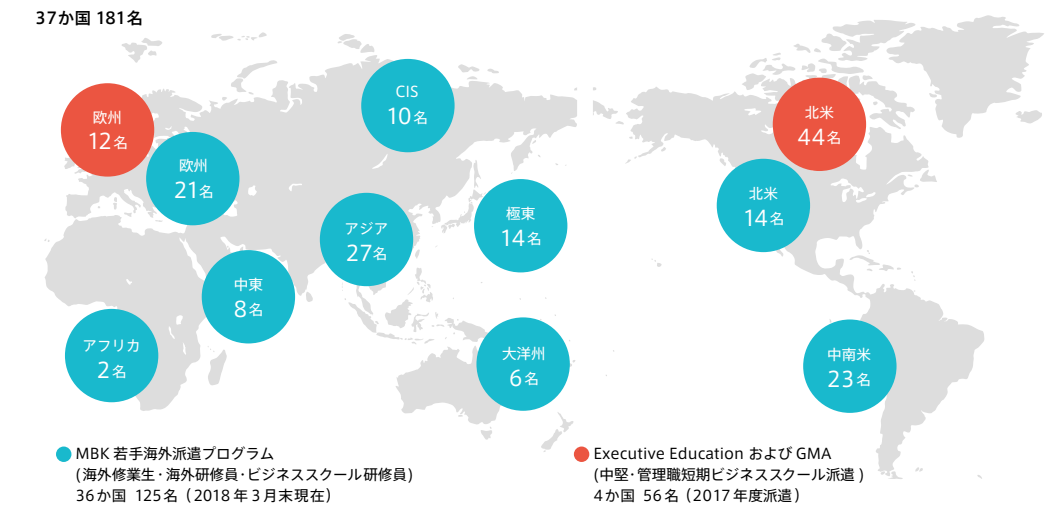 37か国 181名
欧州
12名
欧州
21名
CIS
10名
アジア
27名
極東
14名
中東
8名
アフリカ
2名
大洋州
6名
北米
44名
北米
14名
中南米
23名
MBK 若手海外派遣プログラム
(海外修業生・海外研修員・ビジネススクール研修員)
36か国 125名（2018年3月末現在）
Executive Education および GMA
(中堅・管理職短期ビジネススクール派遣 )
4か国 56名（2017年度派遣）